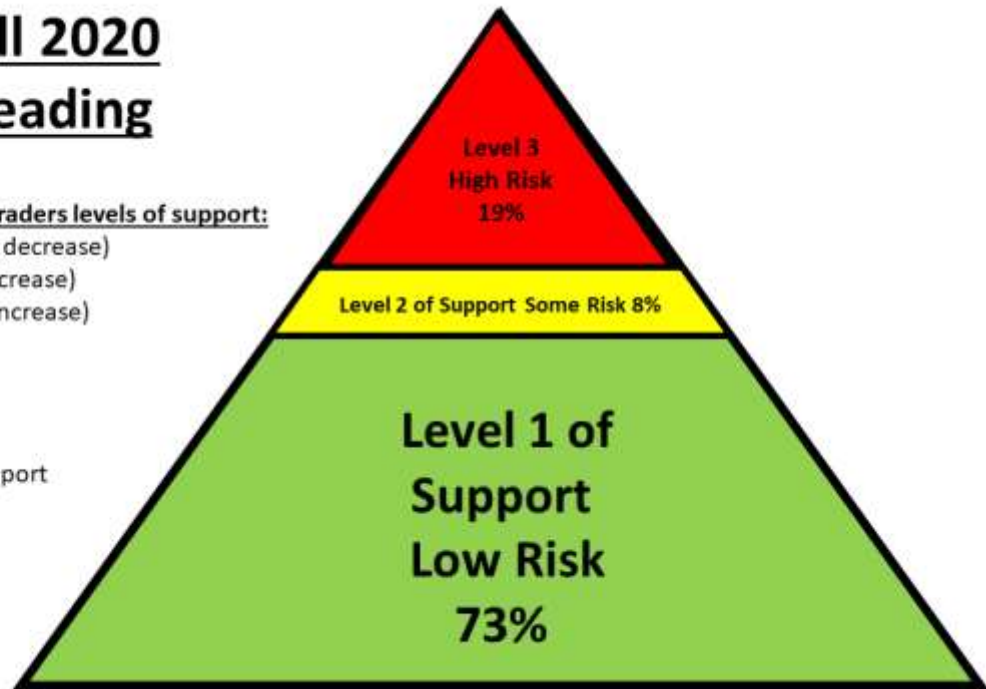 ll 2020
eading
raders levels of support:
decrease)
crease)
ncrease)
port
Level 3
High Risk
19%
Level 2 of Support Some Risk 8%
Level 1 of
Support
Low Risk
73%